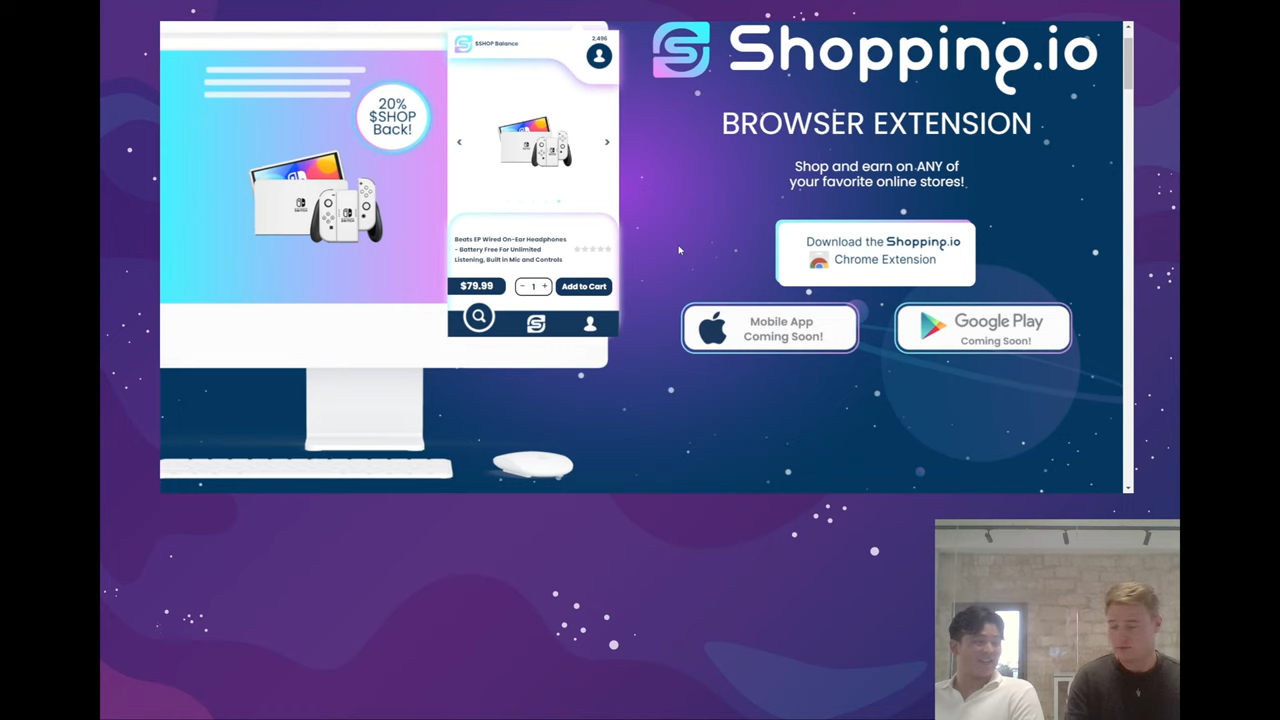 20%
$SHOP
Back!
$SHOP Balance
2,496
Beats EP Wired On-Ear Headphones
- Battery Free For Unlimited
Listening, Built in Mic and Controls
$79.99
− 1 +
Add to Cart
Shopping.io
BROWSER EXTENSION
Shop and earn on ANY of
your favorite online stores!
Download the Shopping.io
Chrome Extension
Mobile App
Coming Soon!
Google Play
Coming Soon!